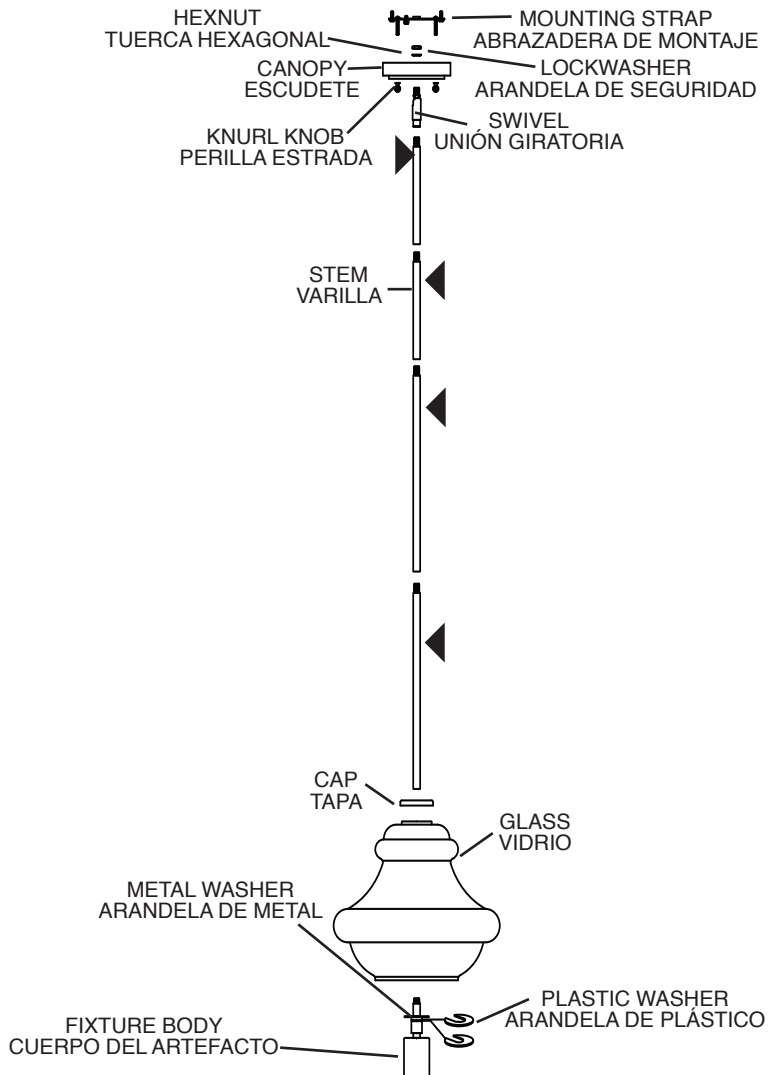 HEXNUT
TUERCA HEXAGONAL
MOUNTING STRAP
ABRAZADERA DE MONTAJE
CANOPY
ESCUDETE
LOCKWASHER
ARANDELA DE SEGURIDAD
KNURL KNOB
PERILLA ESTRADA
SWIVEL
UNIÓN GIRATORIA
STEM
VARILLA
CAP
TAPA
GLASS
VIDRIO
METAL WASHER
ARANDELA DE METAL
PLASTIC WASHER
ARANDELA DE PLÁSTICO
FIXTURE BODY
CUERPO DEL ARTEFACTO